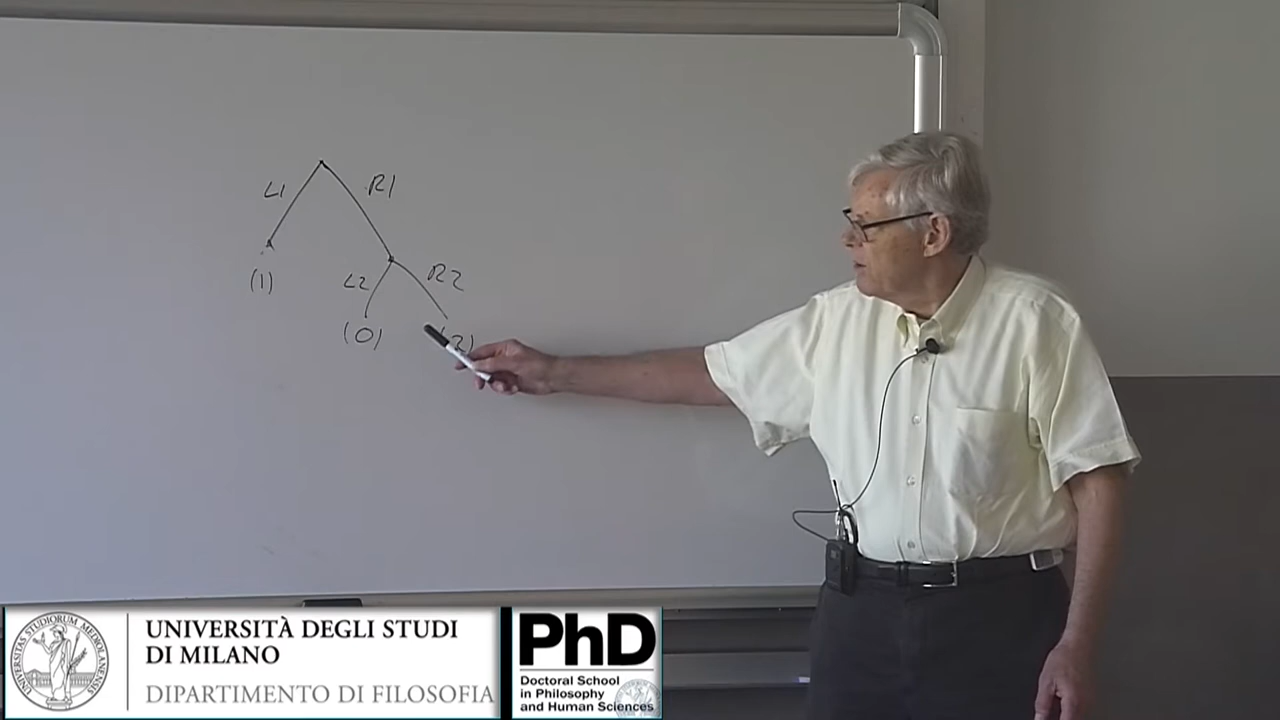 L1 R1
(1) L2 R2
(0) (2)
UNIVERSITÀ DEGLI STUDI
DI MILANO
DIPARTIMENTO DI FILOSOFIA
PhD
Doctoral School
in Philosophy
and Human Sciences